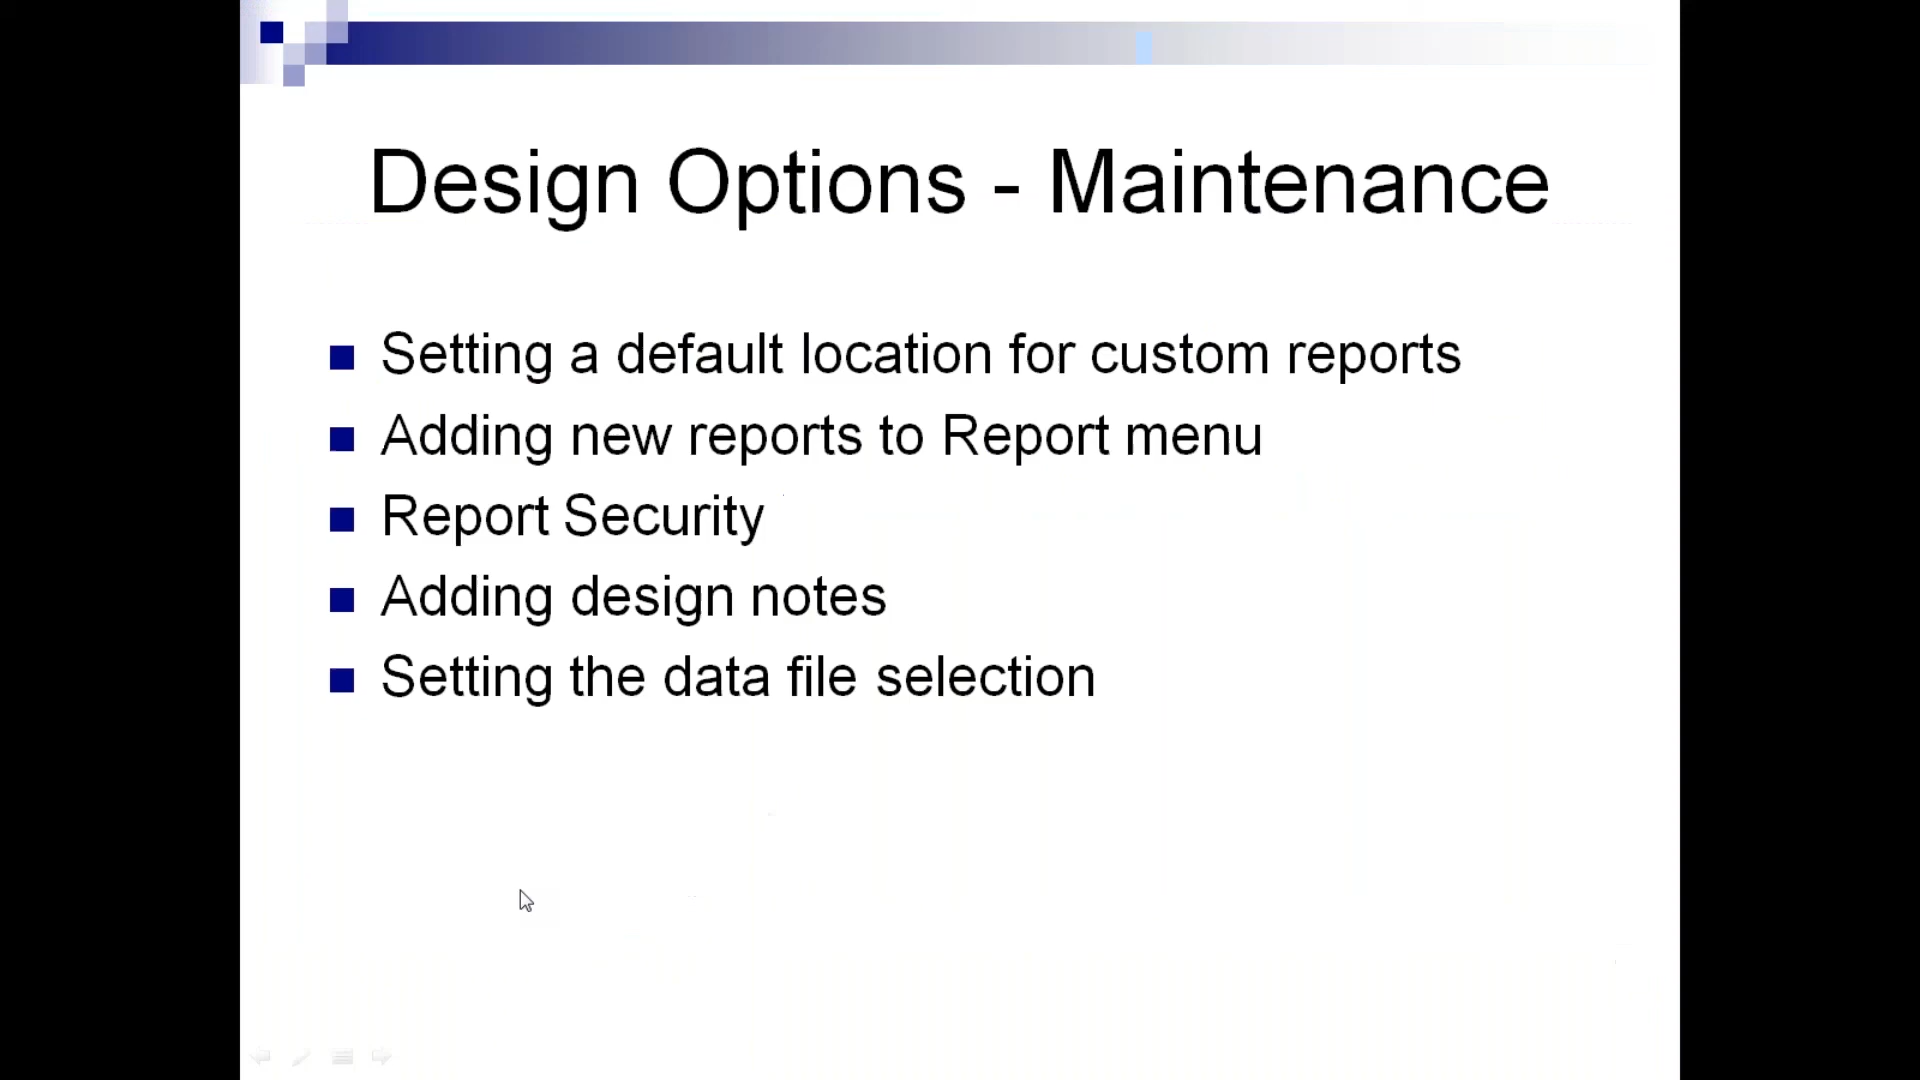 Design Options - Maintenance
Setting a default location for custom reports
Adding new reports to Report menu
Report Security
Adding design notes
Setting the data file selection